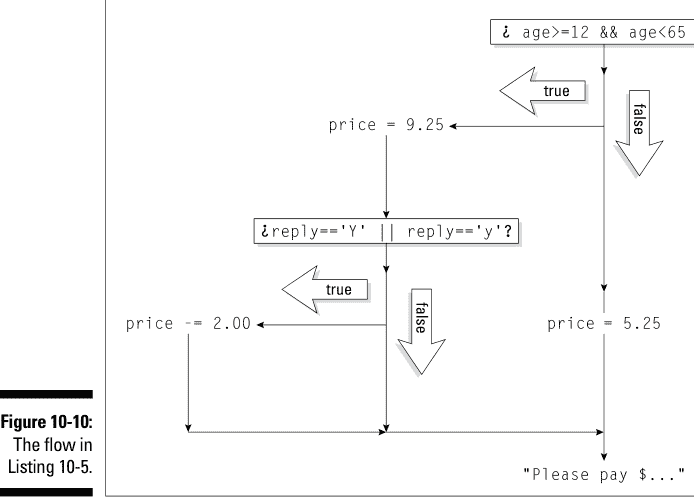 ¿ age>=12 && age<65
true
false
price = 9.25
¿reply=='Y' || reply=='y'?
true
false
price -= 2.00
price = 5.25
Figure 10-10:
The flow in
Listing 10-5.
"Please pay $..."